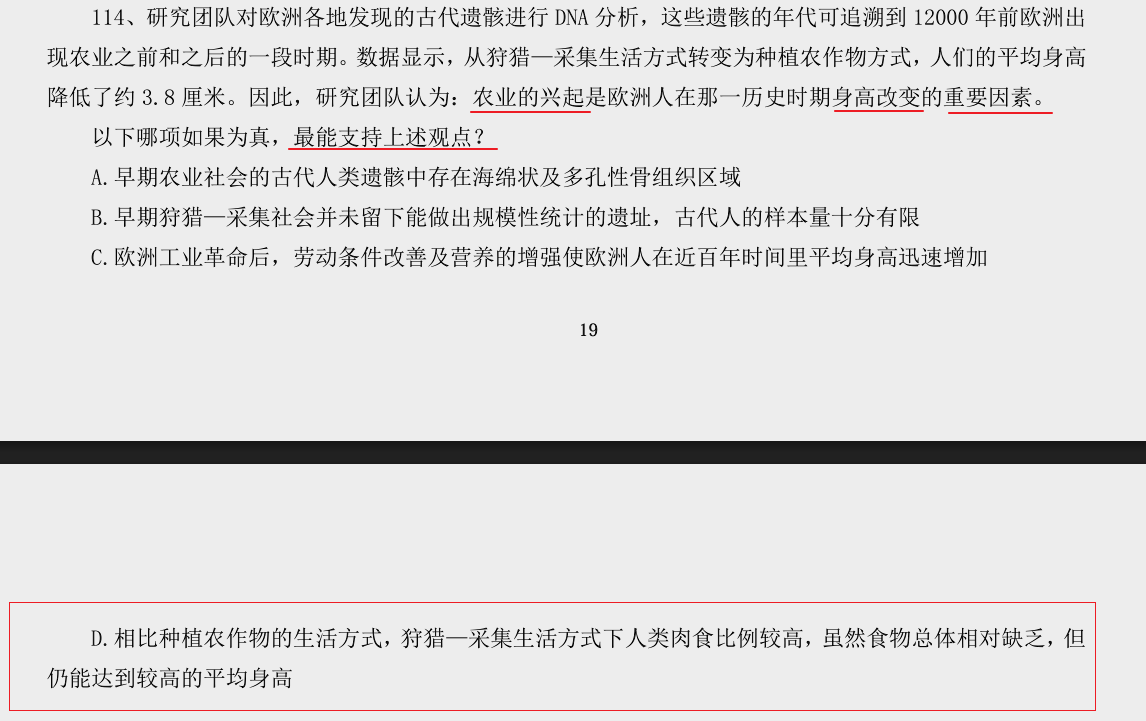 114、研究团队对欧洲各地发现的古代遗骸进行 DNA 分析，这些遗骸的年代可追溯到 12000 年前欧洲出
现农业之前和之后的一段时期。数据显示，从狩猎—采集生活方式转变为种植农作物方式，人们的平均身高
降低了约 3.8 厘米。因此，研究团队认为：农业的兴起是欧洲人在那一历史时期身高改变的重要因素。
以下哪项如果为真，最能支持上述观点？
A. 早期农业社会的古代人类遗骸中存在海绵状及多孔性骨组织区域
B. 早期狩猎—采集社会并未留下能做出规模性统计的遗址，古代人的样本量十分有限
C. 欧洲工业革命后，劳动条件改善及营养的增强使欧洲人在近百年时间里平均身高迅速增加
19
D. 相比种植农作物的生活方式，狩猎—采集生活方式下人类肉食比例较高，虽然食物总体相对缺乏，但
仍能达到较高的平均身高